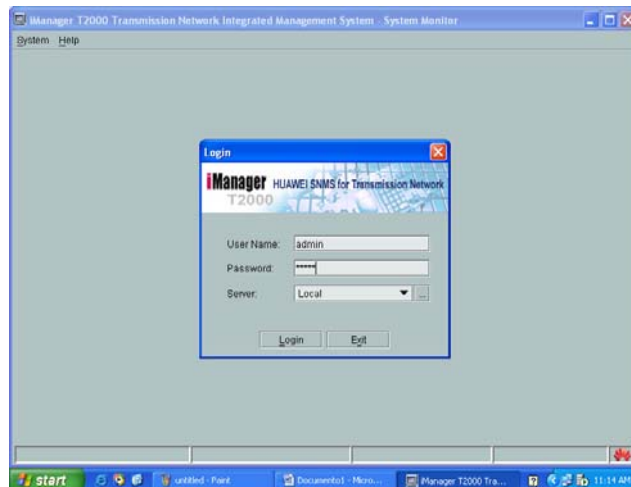 iManager T2000 Transmission Network Integrated Management System - System Monitor
System Help
Login
iManager HUAWEI SNMS for Transmission Network
T2000
User Name: admin
Password: *****
Server: Local
...
Login Exit
start untitled - Paint Documento1 - Micro... iManager T2000 Tra... 11:14 AM